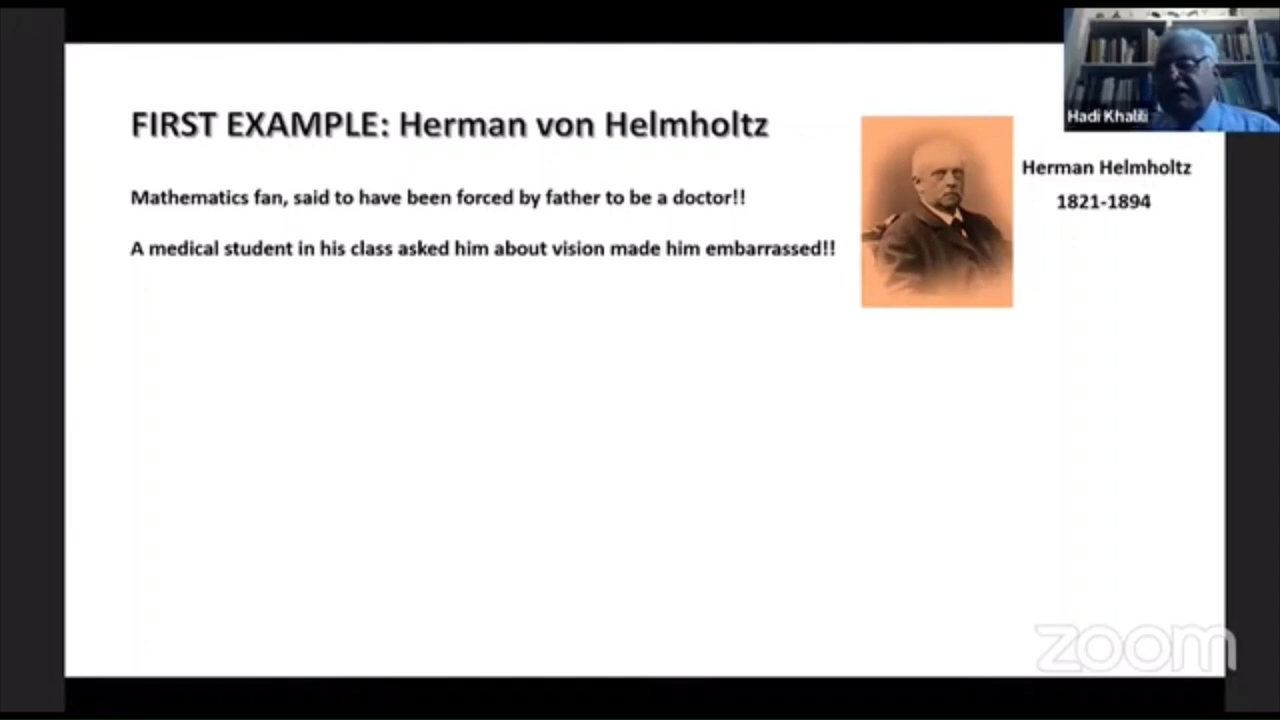 FIRST EXAMPLE: Herman von Helmholtz
Hadi Khalili
Herman Helmholtz
1821-1894
Mathematics fan, said to have been forced by father to be a doctor!!
A medical student in his class asked him about vision made him embarrassed!!
zoom